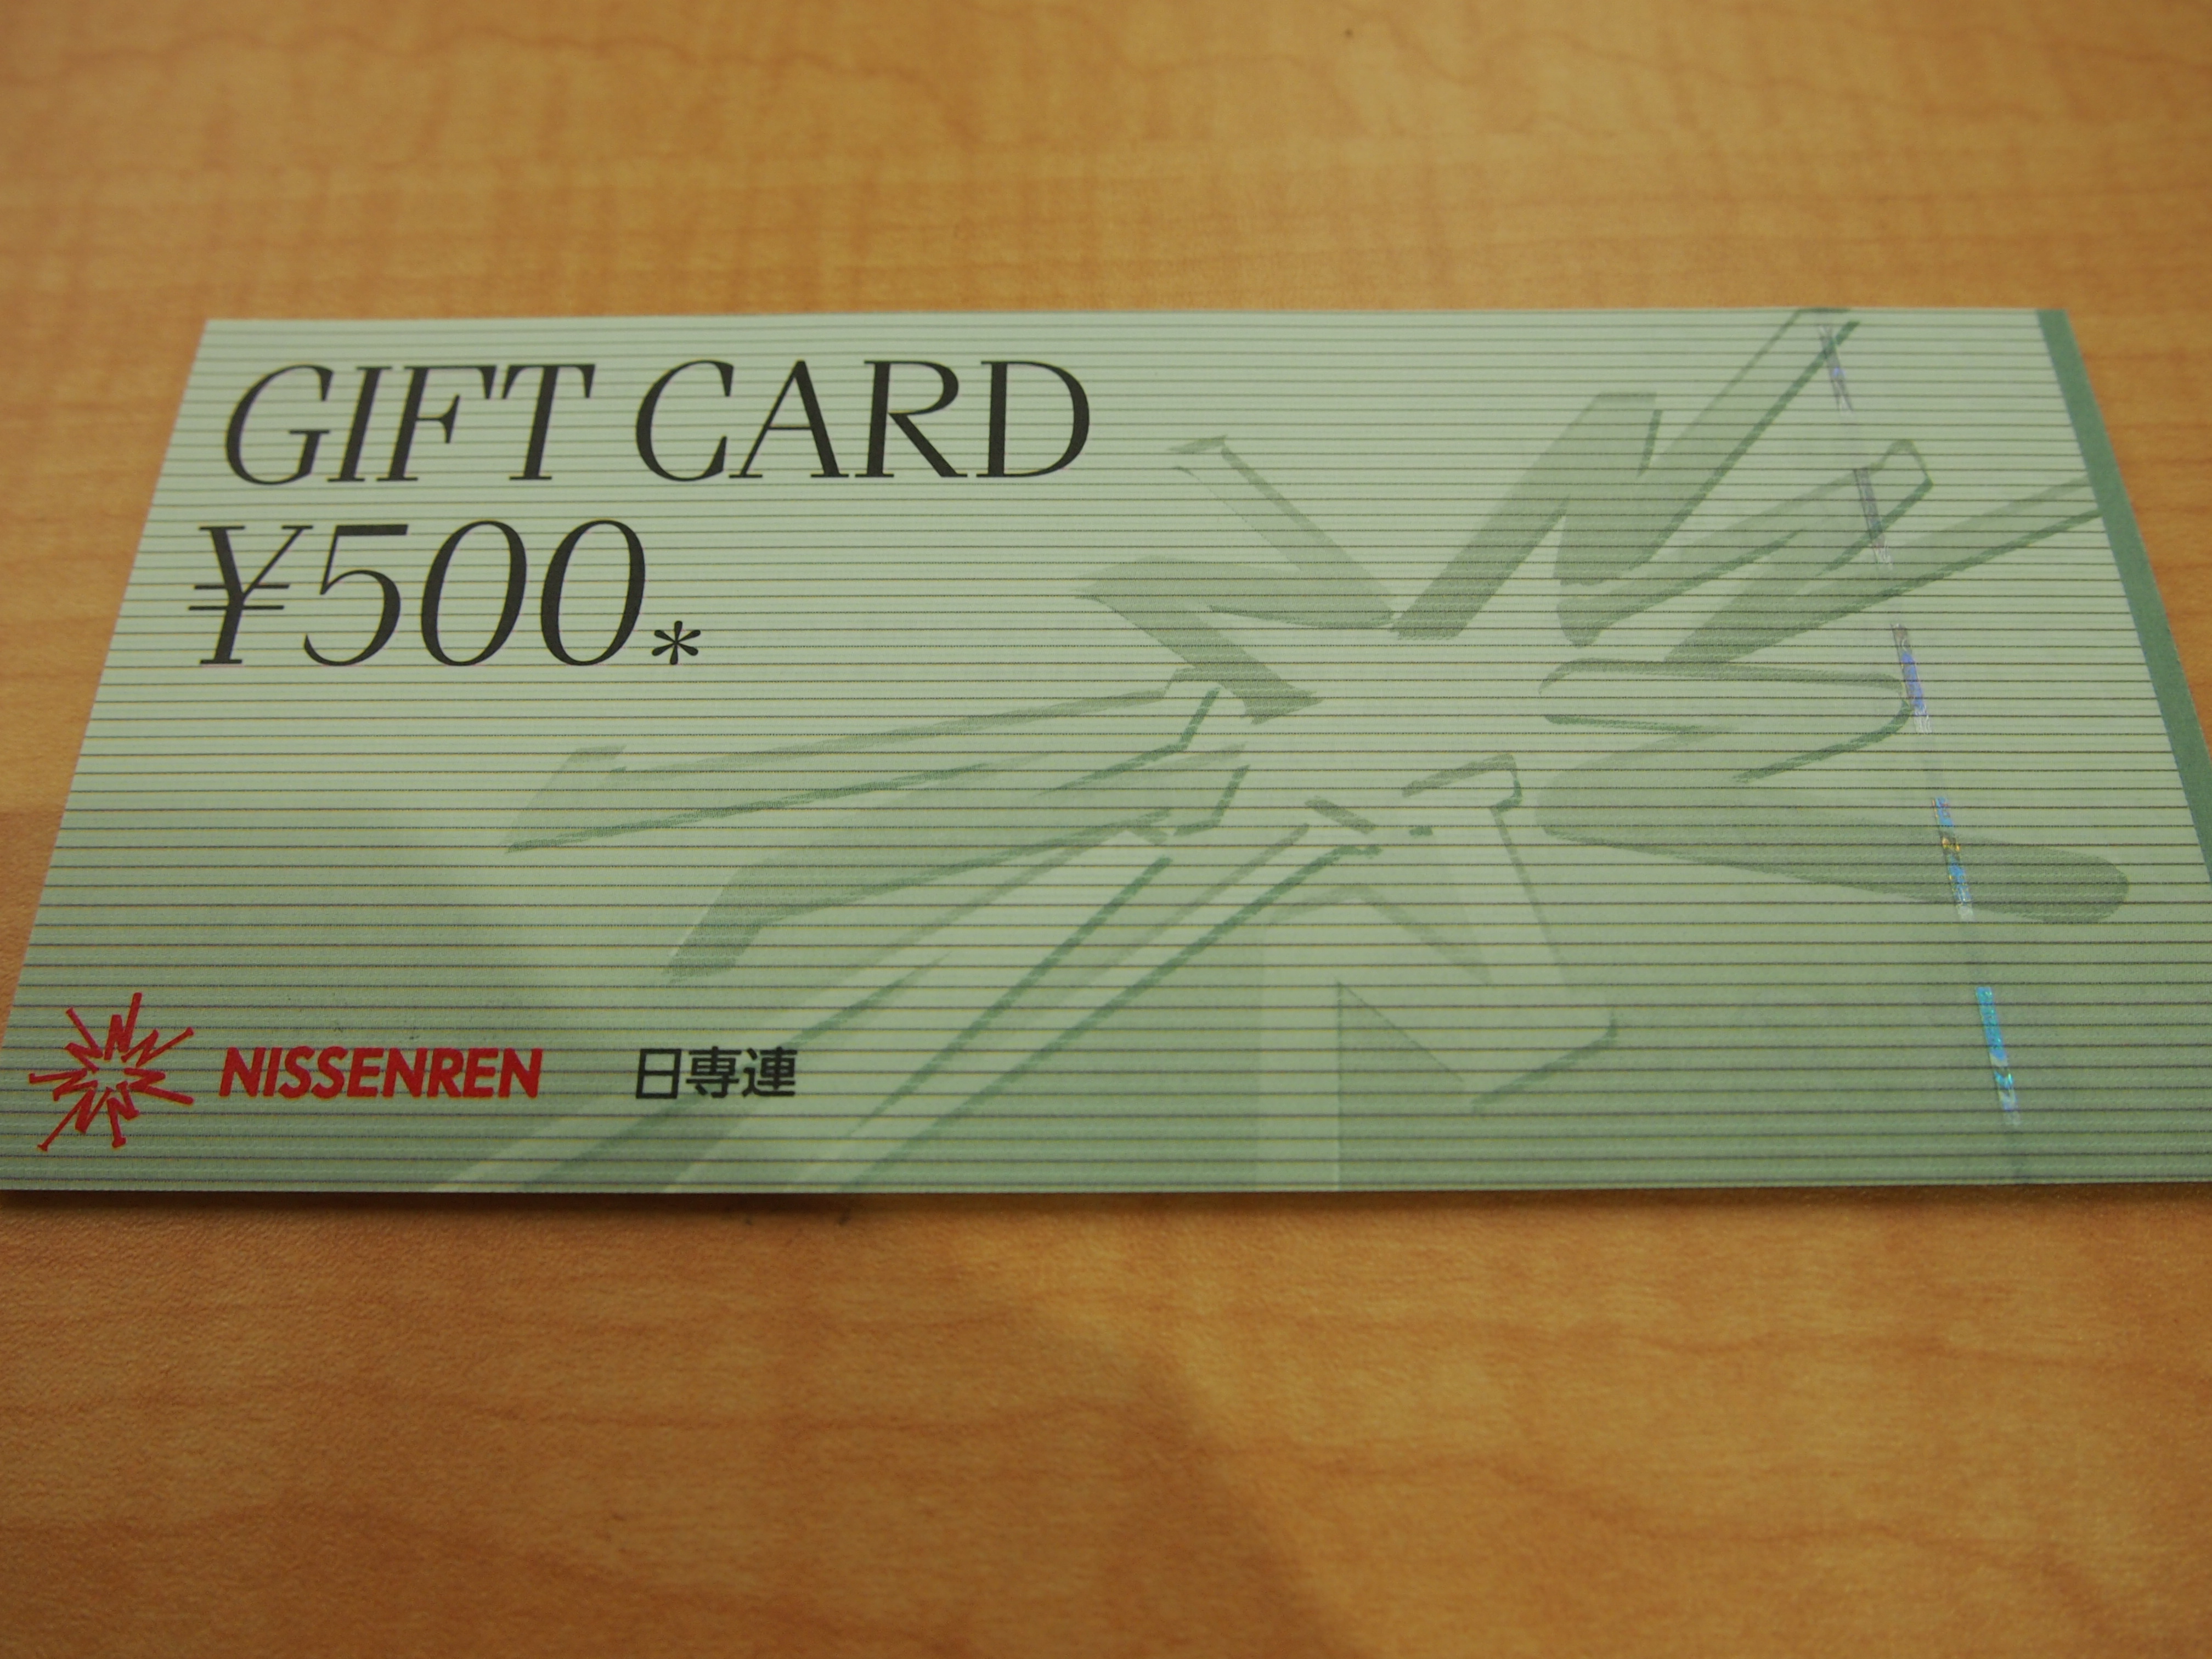 GIFT CARD
¥500*
NISSENREN 日専連